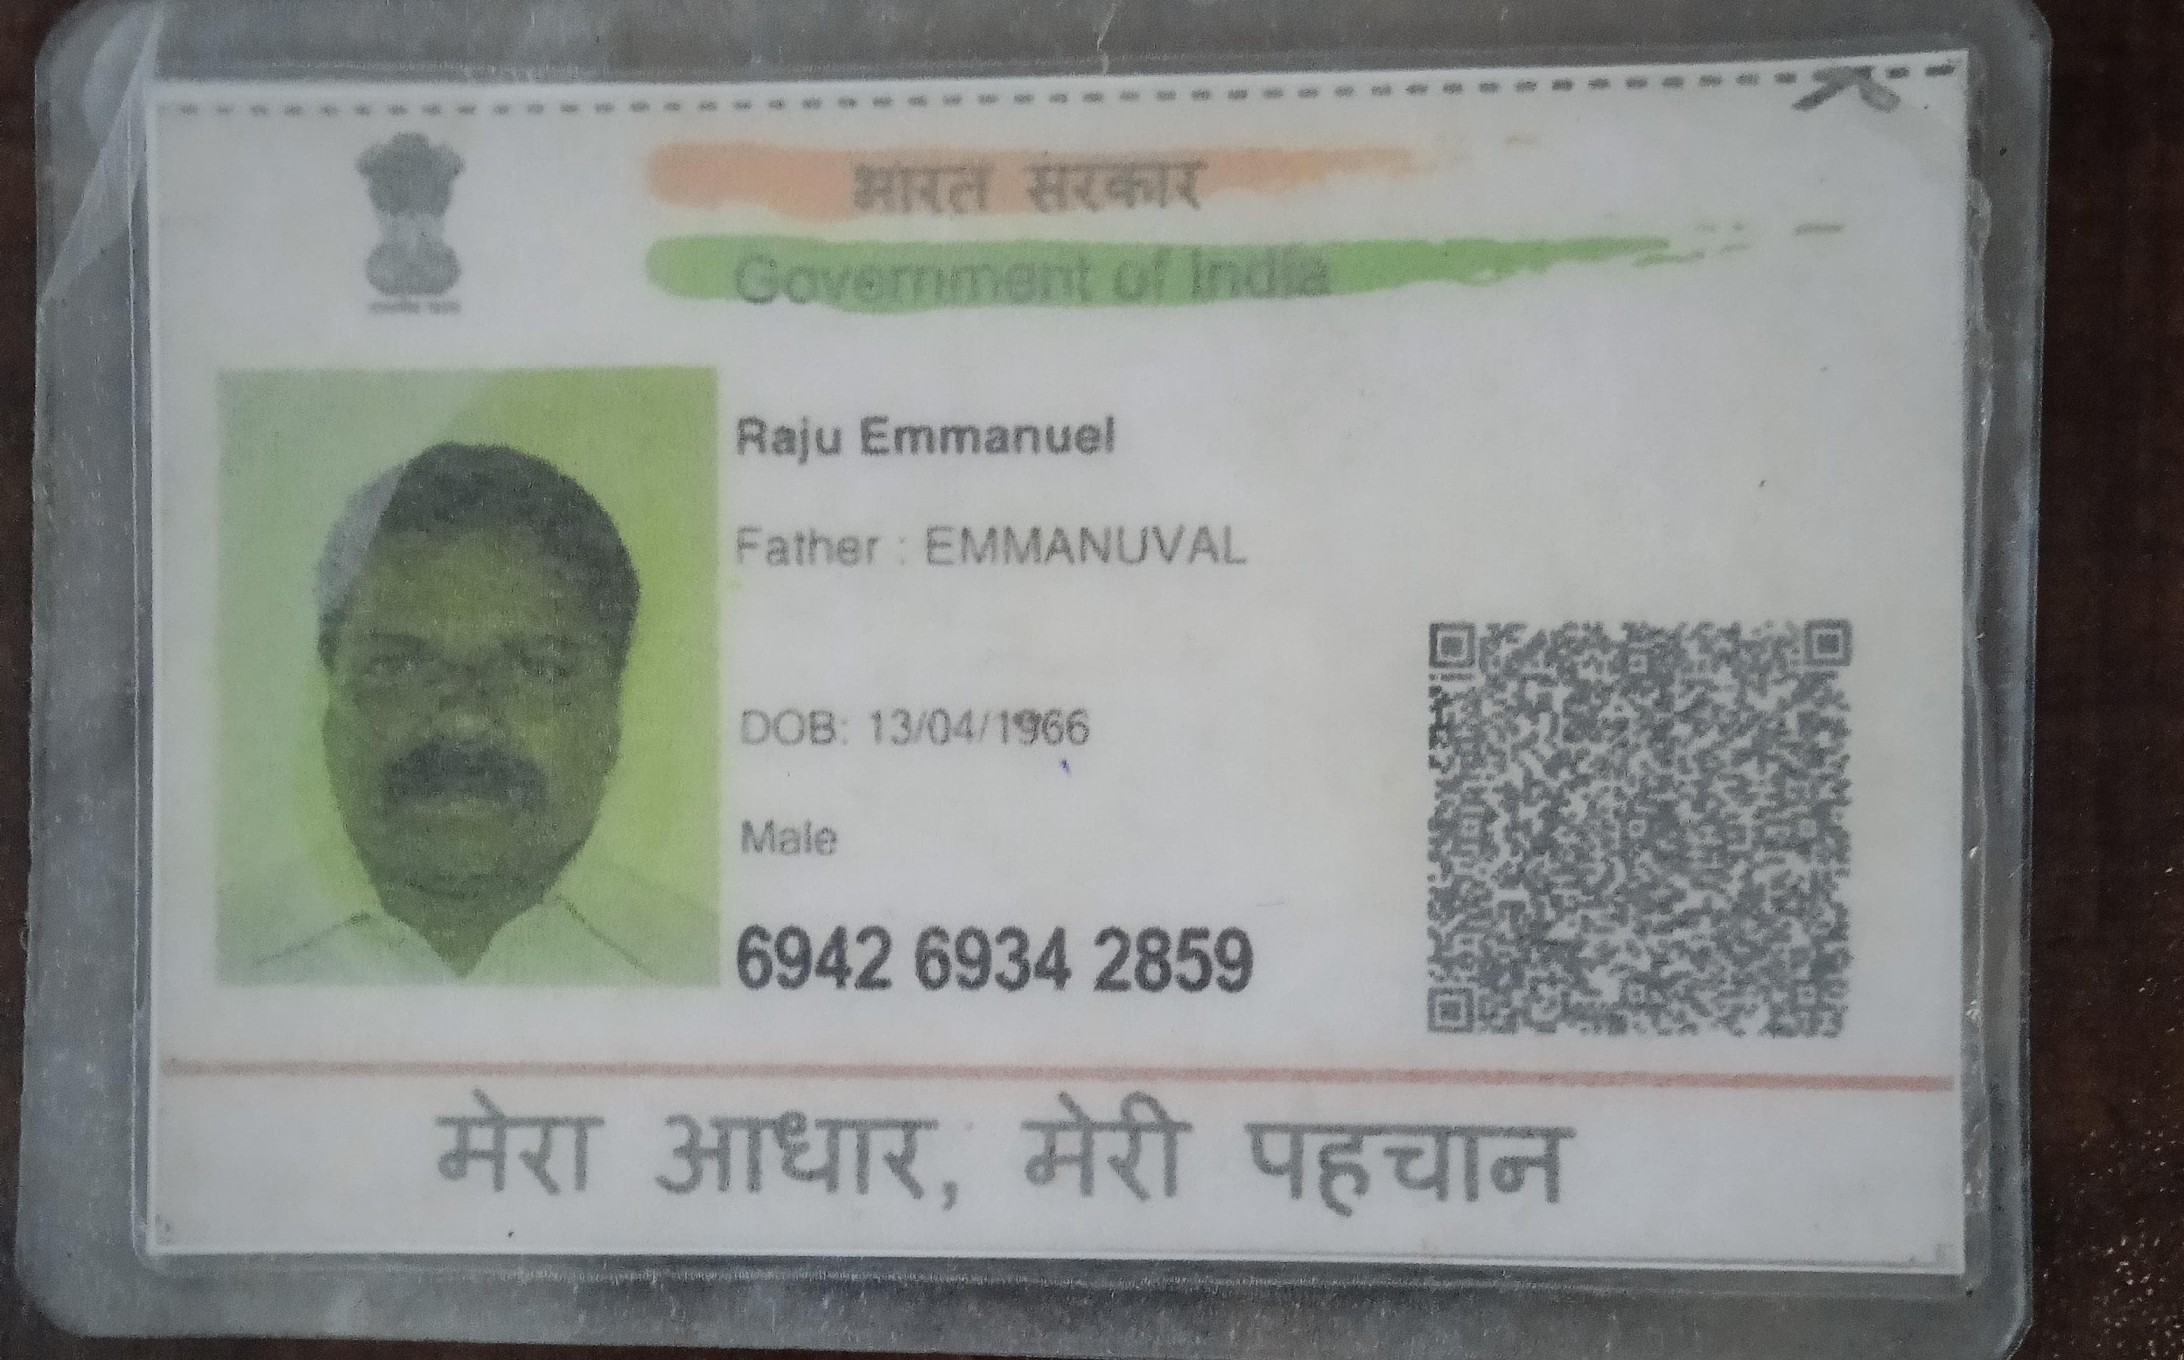 भारत सरकार
Government of India
Raju Emmanuel
Father : EMMANUVAL
DOB: 13/04/1966
Male
6942 6934 2859
मेरा आधार, मेरी पहचान